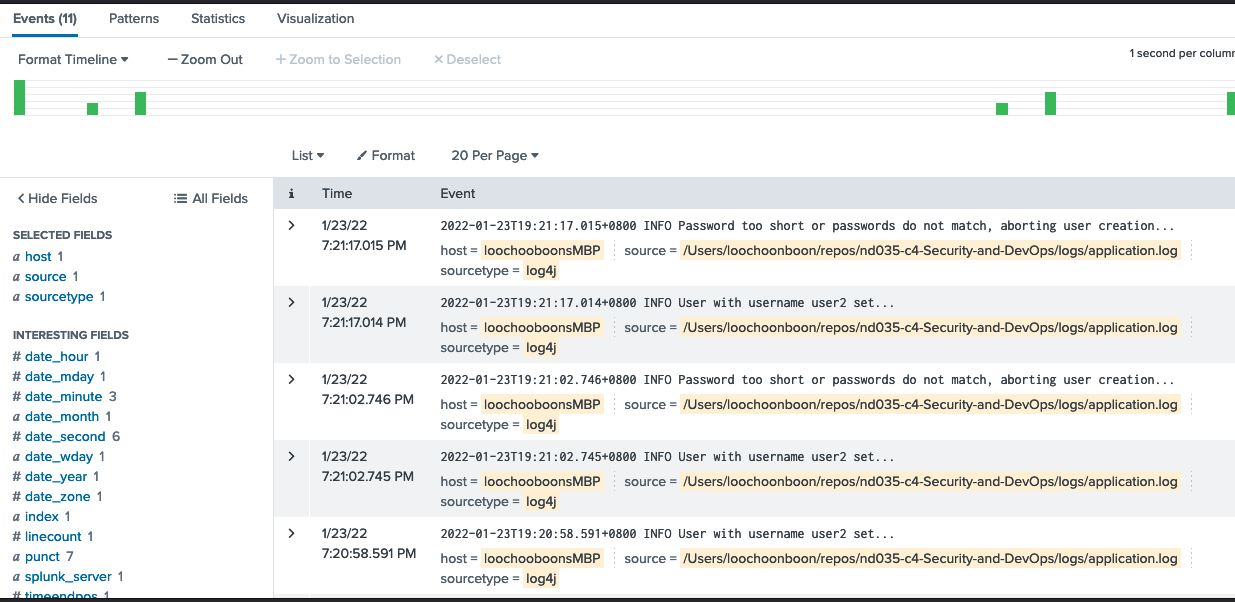 Events (11) Patterns Statistics Visualization
Format Timeline — Zoom Out + Zoom to Selection × Deselect
1 second per colum
List Format 20 Per Page
Hide Fields All Fields
i Time Event
SELECTED FIELDS
a host 1
a source 1
a sourcetype 1
INTERESTING FIELDS
# date_hour 1
# date_mday 1
# date_minute 3
a date_month 1
# date_second 6
a date_wday 1
# date_year 1
# date_zone 1
a index 1
# linecount 1
a punct 7
a splunk_server 1
# timeendpos 1
1/23/22
7:21:17.015 PM
2022-01-23T19:21:17.015+0800 INFO Password too short or passwords do not match, aborting user creation...
host = loochooboonsMBP source = /Users/loochoonboon/repos/nd035-c4-Security-and-DevOps/logs/application.log
sourcetype = log4j
1/23/22
7:21:17.014 PM
2022-01-23T19:21:17.014+0800 INFO User with username user2 set...
host = loochooboonsMBP source = /Users/loochoonboon/repos/nd035-c4-Security-and-DevOps/logs/application.log
sourcetype = log4j
1/23/22
7:21:02.746 PM
2022-01-23T19:21:02.746+0800 INFO Password too short or passwords do not match, aborting user creation...
host = loochooboonsMBP source = /Users/loochoonboon/repos/nd035-c4-Security-and-DevOps/logs/application.log
sourcetype = log4j
1/23/22
7:21:02.745 PM
2022-01-23T19:21:02.745+0800 INFO User with username user2 set...
host = loochooboonsMBP source = /Users/loochoonboon/repos/nd035-c4-Security-and-DevOps/logs/application.log
sourcetype = log4j
1/23/22
7:20:58.591 PM
2022-01-23T19:20:58.591+0800 INFO User with username user2 set...
host = loochooboonsMBP source = /Users/loochoonboon/repos/nd035-c4-Security-and-DevOps/logs/application.log
sourcetype = log4j